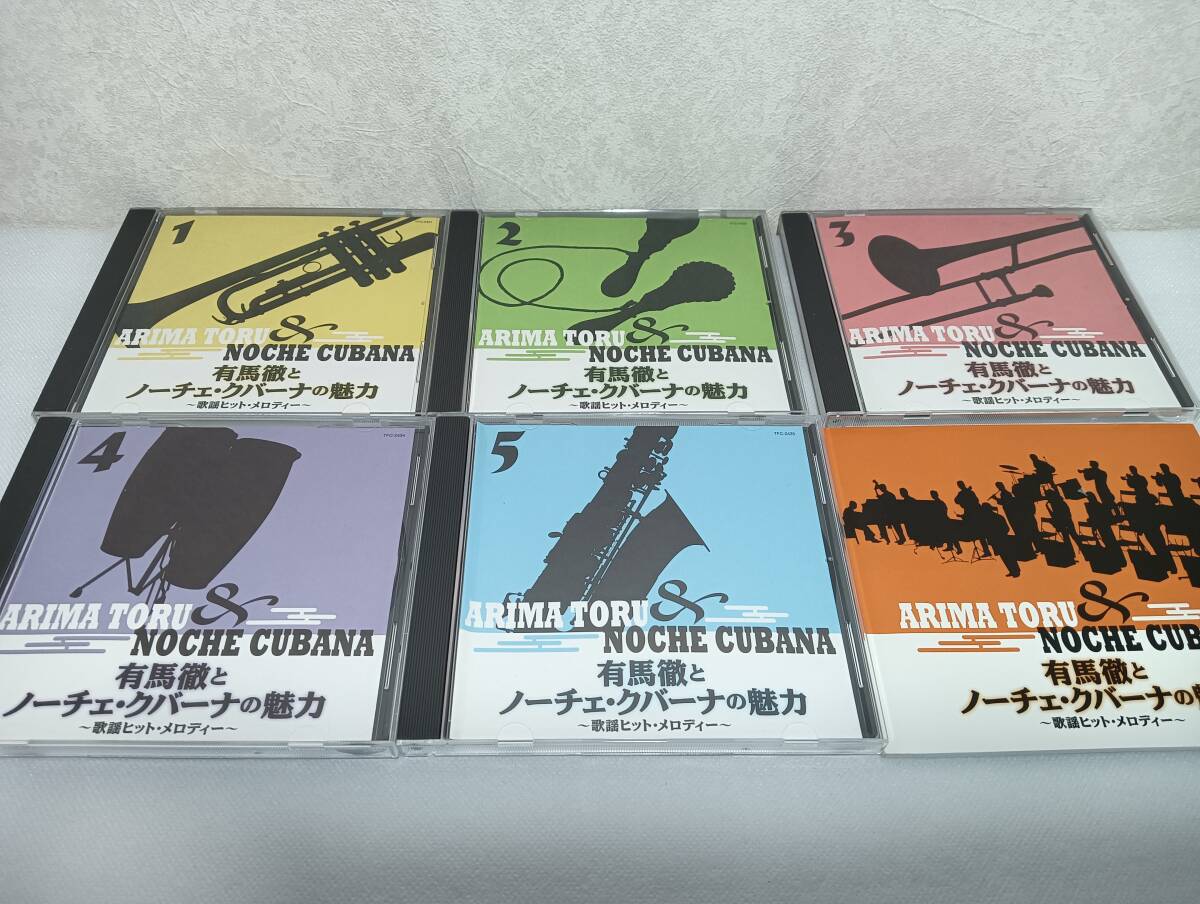 1
ARIMA TORU &
NOCHE CUBANA
有馬徹と
ノーチェ・クバーナの魅力
～歌謡ヒット・メロディー～
2
ARIMA TORU &
NOCHE CUBANA
有馬徹と
ノーチェ・クバーナの魅力
～歌謡ヒット・メロディー～
3
ARIMA TORU &
NOCHE CUBANA
有馬徹と
ノーチェ・クバーナの魅力
～歌謡ヒット・メロディー～
4
TFC-2494
ARIMA TORU &
NOCHE CUBANA
有馬徹と
ノーチェ・クバーナの魅力
～歌謡ヒット・メロディー～
5
TFC-2495
ARIMA TORU &
NOCHE CUBANA
有馬徹と
ノーチェ・クバーナの魅力
～歌謡ヒット・メロディー～
ARIMA TORU &
NOCHE CUB
有馬徹と
ノーチェ・クバーナの
～歌謡ヒット・メロディー～